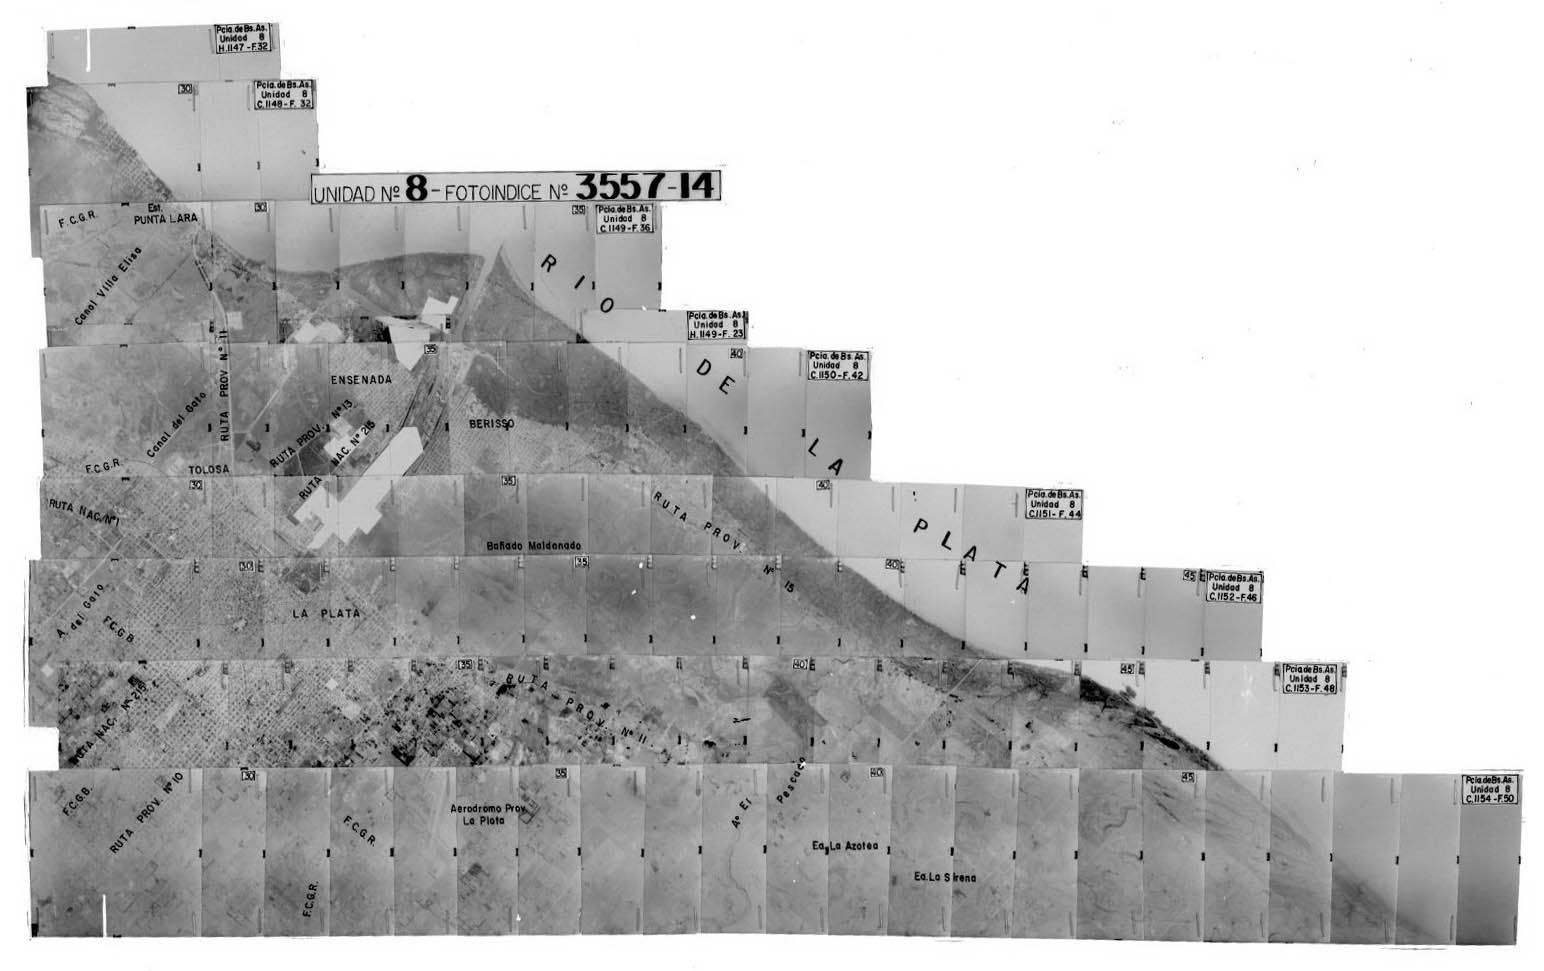 Pcia.de Bs.As.
Unidad 8
H.1147-F.32
30
Pcia.de Bs.As.
Unidad 8
C.1148-F. 32
UNIDAD Nº 8-FOTOINDICE Nº 3557-14
F.C.G.R.
Est.
PUNTA LARA
30
35
Pcia.de Bs.As.
Unidad 8
C.1149-F.36
Canal Villa Elisa
RIO
Pcia.de Bs.As.
Unidad 8
H.1149-F.23
RUTA PROV Nº 11
35
40
Pcia.de Bs.As.
Unidad 8
C.1150-F.42
ENSENADA
DE
Canal del Gato
RUTA PROV. Nº 13
RUTA NAC. Nº 215
BERISSO
LA
F.C.G.R.
TOLOSA
30
35
40
Pcia.de Bs.As.
Unidad 8
C.1151-F.44
RUTA NAC.Nº1
RUTA PROV. Nº 15
PLATA
Bañado Maldonado
30
35
40
45
Pcia.de Bs.As.
Unidad 8
C.1152-F.46
A. del Gato
F.C.G.B.
LA PLATA
35
40
45
Pcia.de Bs.As.
Unidad 8
C.1153-F.48
RUTA NAC. Nº 215
RUTA PROV. Nº 11
30
35
40
45
Pcia.de Bs.As.
Unidad 8
C.1154-F.50
F.C.G.B.
RUTA PROV. Nº 10
F.C.G.R.
Aerodromo Prov.
La Plata
Aº El Pescado
Ea. La Azotea
Ea. La Sirena
F.C.G.R.